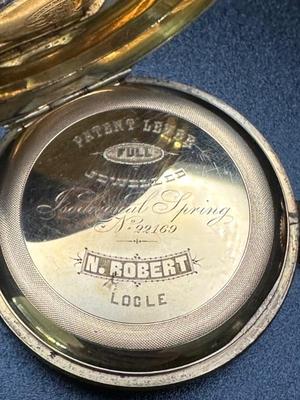 PATENT LEVER
FULL
JEWELLED
Isochronal Spring
No. 22169
N. ROBERT
LOCLE